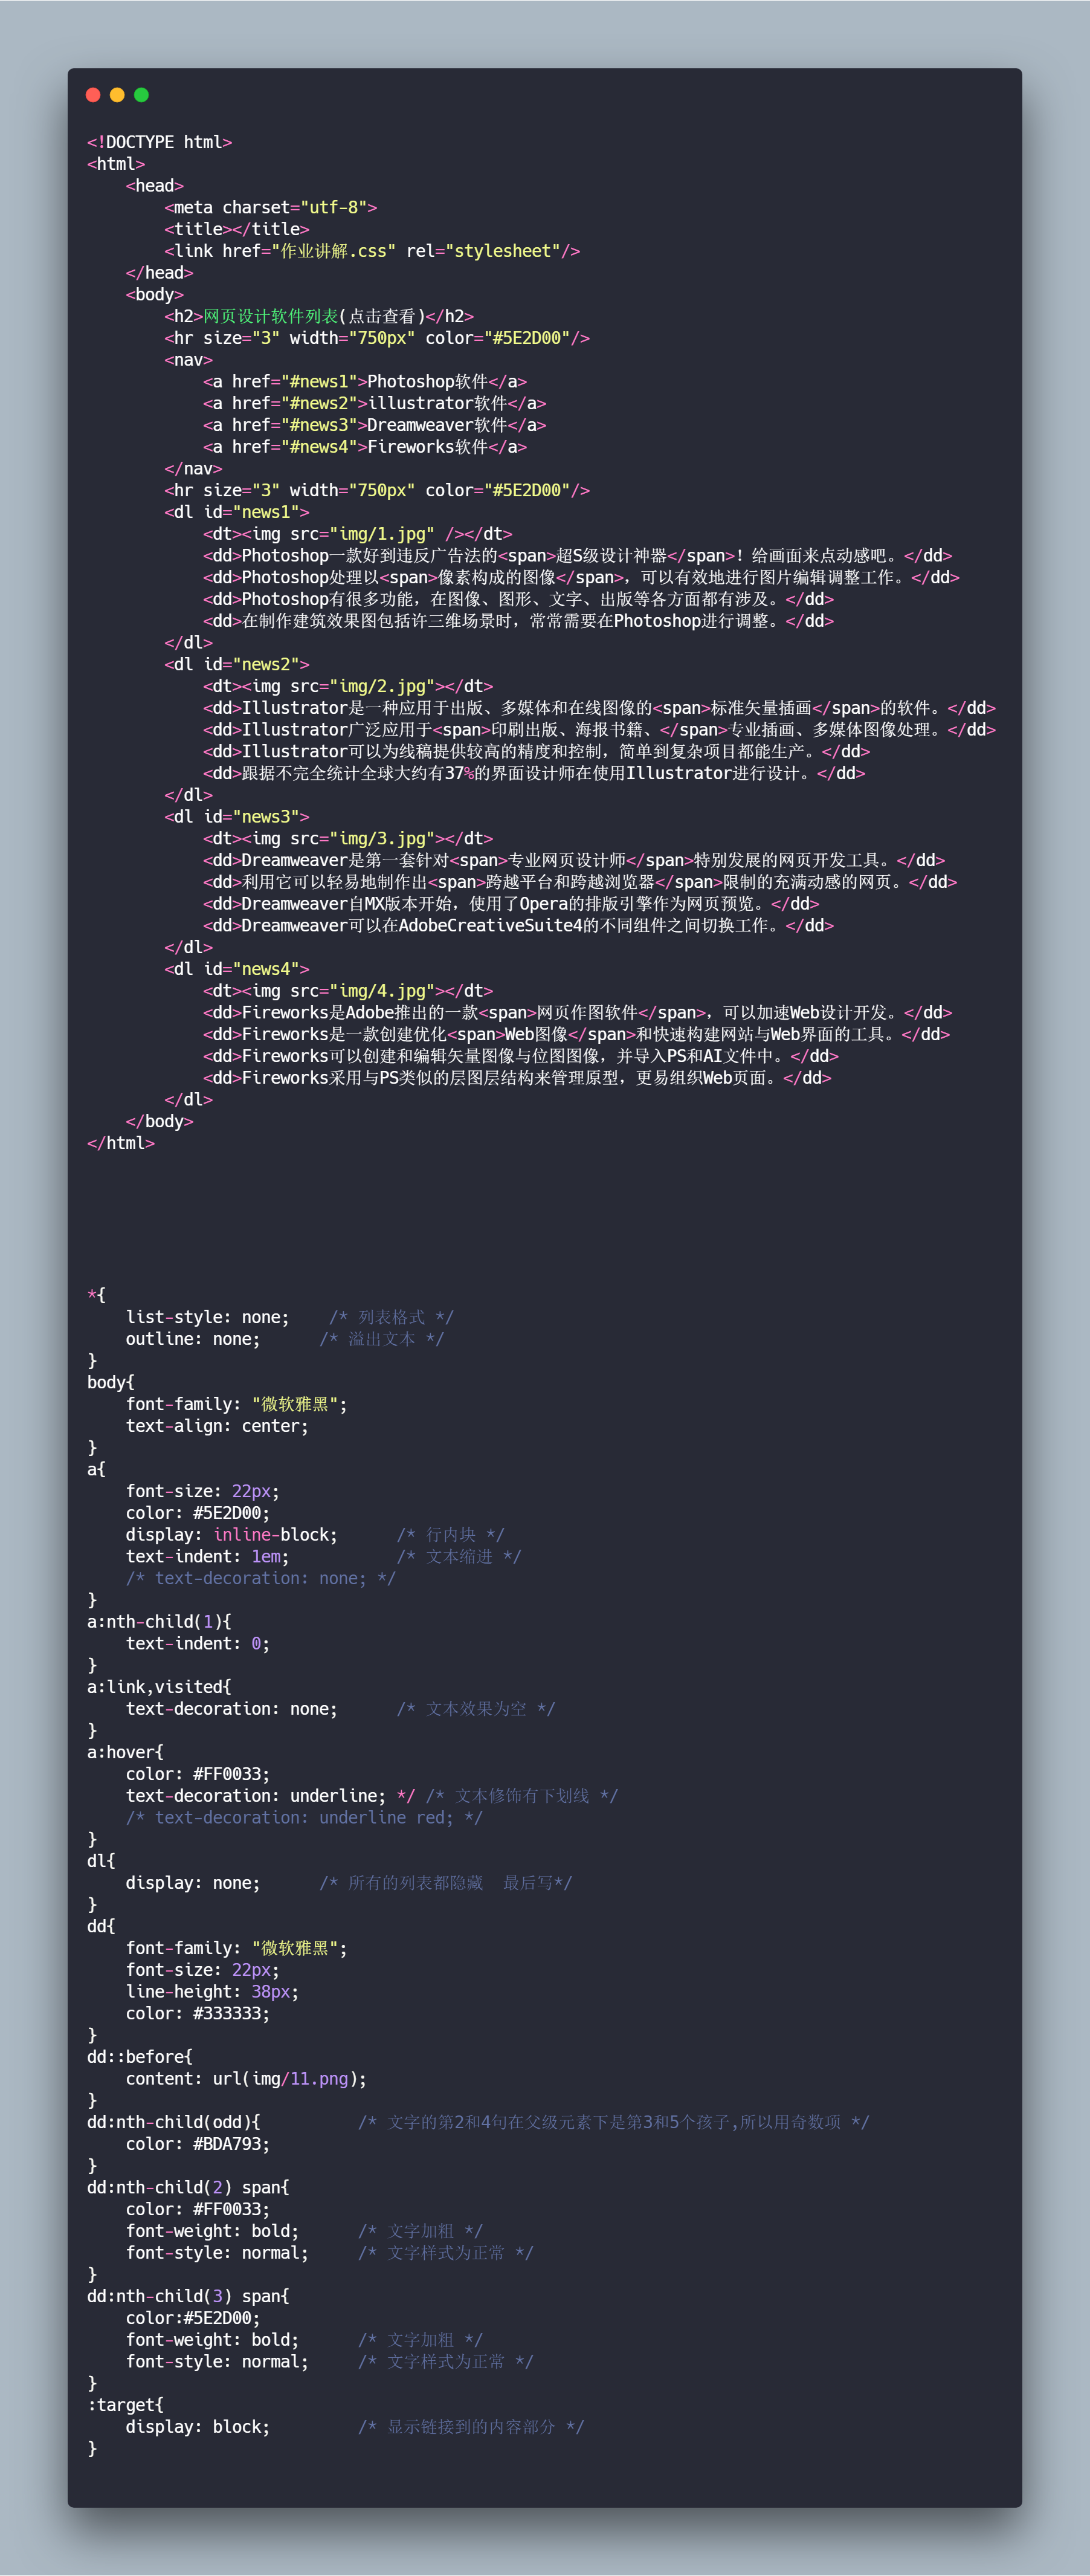 <!DOCTYPE html>
<html>
    <head>
        <meta charset="utf-8">
        <title></title>
        <link href="作业讲解.css" rel="stylesheet"/>
    </head>
    <body>
        <h2>网页设计软件列表(点击查看)</h2>
        <hr size="3" width="750px" color="#5E2D00"/>
        <nav>
            <a href="#news1">Photoshop软件</a>
            <a href="#news2">illustrator软件</a>
            <a href="#news3">Dreamweaver软件</a>
            <a href="#news4">Fireworks软件</a>
        </nav>
        <hr size="3" width="750px" color="#5E2D00"/>
        <dl id="news1">
            <dt><img src="img/1.jpg" /></dt>
            <dd>Photoshop一款好到违反广告法的<span>超S级设计神器</span>！给画面来点动感吧。</dd>
            <dd>Photoshop处理以<span>像素构成的图像</span>，可以有效地进行图片编辑调整工作。</dd>
            <dd>Photoshop有很多功能，在图像、图形、文字、出版等各方面都有涉及。</dd>
            <dd>在制作建筑效果图包括许三维场景时，常常需要在Photoshop进行调整。</dd>
        </dl>
        <dl id="news2">
            <dt><img src="img/2.jpg"></dt>
            <dd>Illustrator是一种应用于出版、多媒体和在线图像的<span>标准矢量插画</span>的软件。</dd>
            <dd>Illustrator广泛应用于<span>印刷出版、海报书籍、</span>专业插画、多媒体图像处理。</dd>
            <dd>Illustrator可以为线稿提供较高的精度和控制，简单到复杂项目都能生产。</dd>
            <dd>跟据不完全统计全球大约有37%的界面设计师在使用Illustrator进行设计。</dd>
        </dl>
        <dl id="news3">
            <dt><img src="img/3.jpg"></dt>
            <dd>Dreamweaver是第一套针对<span>专业网页设计师</span>特别发展的网页开发工具。</dd>
            <dd>利用它可以轻易地制作出<span>跨越平台和跨越浏览器</span>限制的充满动感的网页。</dd>
            <dd>Dreamweaver自MX版本开始，使用了Opera的排版引擎作为网页预览。</dd>
            <dd>Dreamweaver可以在AdobeCreativeSuite4的不同组件之间切换工作。</dd>
        </dl>
        <dl id="news4">
            <dt><img src="img/4.jpg"></dt>
            <dd>Fireworks是Adobe推出的一款<span>网页作图软件</span>，可以加速Web设计开发。</dd>
            <dd>Fireworks是一款创建优化<span>Web图像</span>和快速构建网站与Web界面的工具。</dd>
            <dd>Fireworks可以创建和编辑矢量图像与位图图像，并导入PS和AI文件中。</dd>
            <dd>Fireworks采用与PS类似的层图层结构来管理原型，更易组织Web页面。</dd>
        </dl>
    </body>
</html>
*{
    list-style: none;    /* 列表格式 */
    outline: none;      /* 溢出文本 */
}
body{
    font-family: "微软雅黑";
    text-align: center;
}
a{
    font-size: 22px;
    color: #5E2D00;
    display: inline-block;      /* 行内块 */
    text-indent: 1em;           /* 文本缩进 */
    /* text-decoration: none; */
}
a:nth-child(1){
    text-indent: 0;
}
a:link,visited{
    text-decoration: none;      /* 文本效果为空 */
}
a:hover{
    color: #FF0033;
    text-decoration: underline; */ /* 文本修饰有下划线 */
    /* text-decoration: underline red; */
}
dl{
    display: none;      /* 所有的列表都隐藏  最后写*/
}
dd{
    font-family: "微软雅黑";
    font-size: 22px;
    line-height: 38px;
    color: #333333;
}
dd::before{
    content: url(img/11.png);
}
dd:nth-child(odd){          /* 文字的第2和4句在父级元素下是第3和5个孩子,所以用奇数项 */
    color: #BDA793;
}
dd:nth-child(2) span{
    color: #FF0033;
    font-weight: bold;      /* 文字加粗 */
    font-style: normal;     /* 文字样式为正常 */
}
dd:nth-child(3) span{
    color:#5E2D00;
    font-weight: bold;      /* 文字加粗 */
    font-style: normal;     /* 文字样式为正常 */
}
:target{
    display: block;         /* 显示链接到的内容部分 */
}